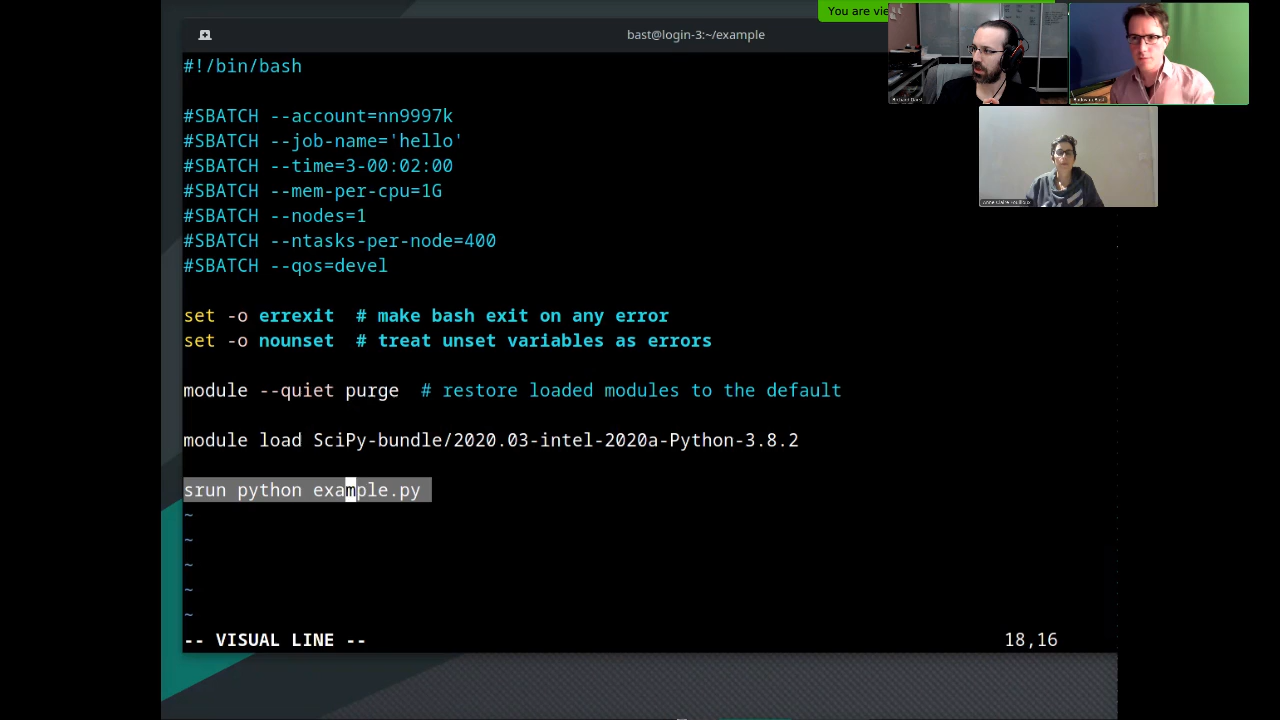 You are vie
bast@login-3:~/example
#!/bin/bash
#SBATCH --account=nn9997k
#SBATCH --job-name='hello'
#SBATCH --time=3-00:02:00
#SBATCH --mem-per-cpu=1G
#SBATCH --nodes=1
#SBATCH --ntasks-per-node=400
#SBATCH --qos=devel
set -o errexit  # make bash exit on any error
set -o nounset  # treat unset variables as errors
module --quiet purge  # restore loaded modules to the default
module load SciPy-bundle/2020.03-intel-2020a-Python-3.8.2
srun python example.py
~
~
~
~
~
-- VISUAL LINE --
18,16